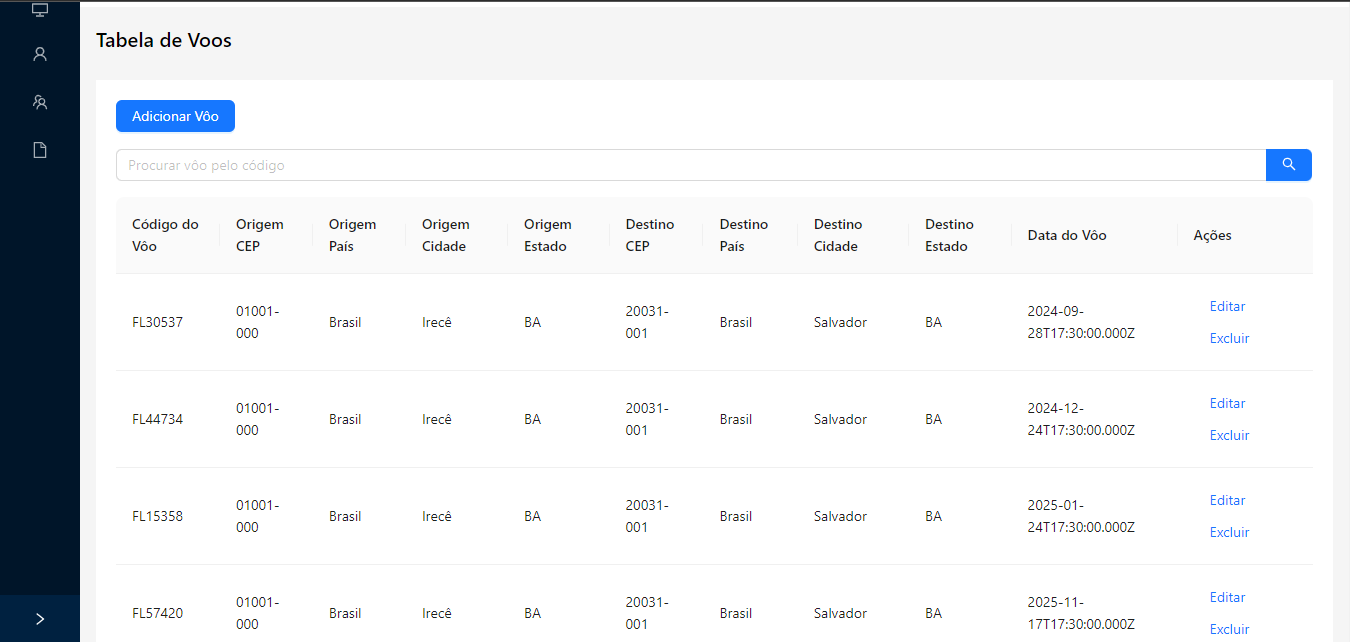 Tabela de Voos
Adicionar Vôo
Procurar vôo pelo código
Código do Vôo
Origem CEP
Origem País
Origem Cidade
Origem Estado
Destino CEP
Destino País
Destino Cidade
Destino Estado
Data do Vôo
Ações
FL30537
01001-
000
Brasil
Irecê
BA
20031-
001
Brasil
Salvador
BA
2024-09-
28T17:30:00.000Z
Editar
Excluir
FL44734
01001-
000
Brasil
Irecê
BA
20031-
001
Brasil
Salvador
BA
2024-12-
24T17:30:00.000Z
Editar
Excluir
FL15358
01001-
000
Brasil
Irecê
BA
20031-
001
Brasil
Salvador
BA
2025-01-
24T17:30:00.000Z
Editar
Excluir
FL57420
01001-
000
Brasil
Irecê
BA
20031-
001
Brasil
Salvador
BA
2025-11-
17T17:30:00.000Z
Editar
Excluir